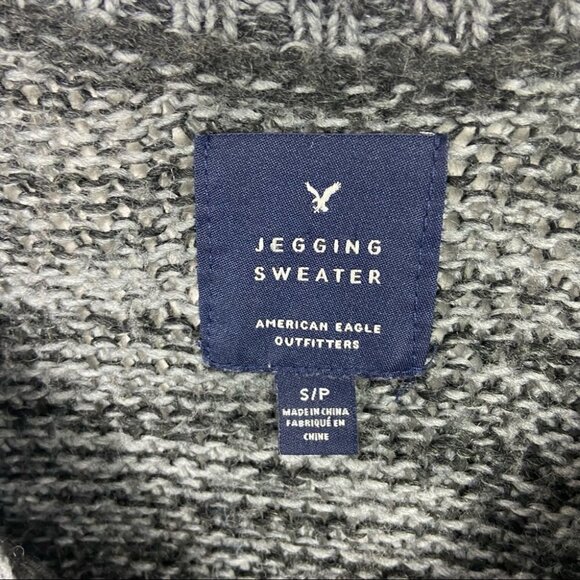 JEGGING
SWEATER
AMERICAN EAGLE
OUTFITTERS
S/P
MADE IN CHINA
FABRIQUÉ EN
CHINE